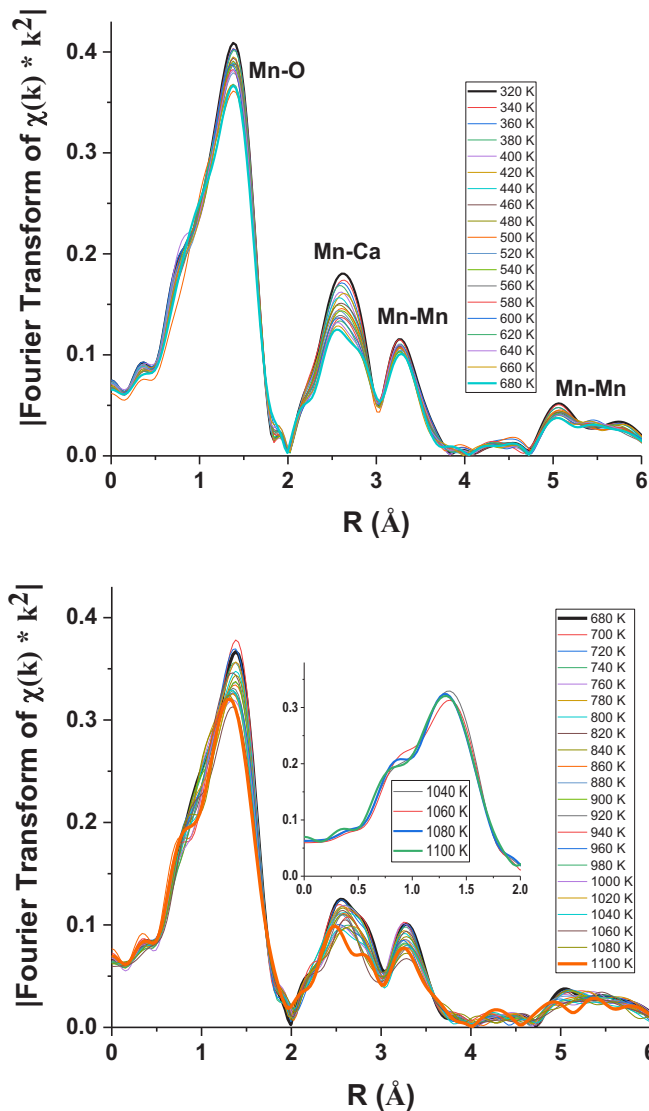 |Fourier Transform of χ(k) * k²|
0.4
0.3
0.2
0.1
0.0
Mn-O
Mn-Ca
Mn-Mn
Mn-Mn
320 K
340 K
360 K
380 K
400 K
420 K
440 K
460 K
480 K
500 K
520 K
540 K
560 K
580 K
600 K
620 K
640 K
660 K
680 K
0 1 2 3 4 5 6
R (Å)
|Fourier Transform of χ(k) * k²|
0.4
0.3
0.2
0.1
0.0
0.3
0.2
0.1
0.0
1040 K
1060 K
1080 K
1100 K
0.0 0.5 1.0 1.5 2.0
680 K
700 K
720 K
740 K
760 K
780 K
800 K
820 K
840 K
860 K
880 K
900 K
920 K
940 K
960 K
980 K
1000 K
1020 K
1040 K
1060 K
1080 K
1100 K
0 1 2 3 4 5 6
R (Å)